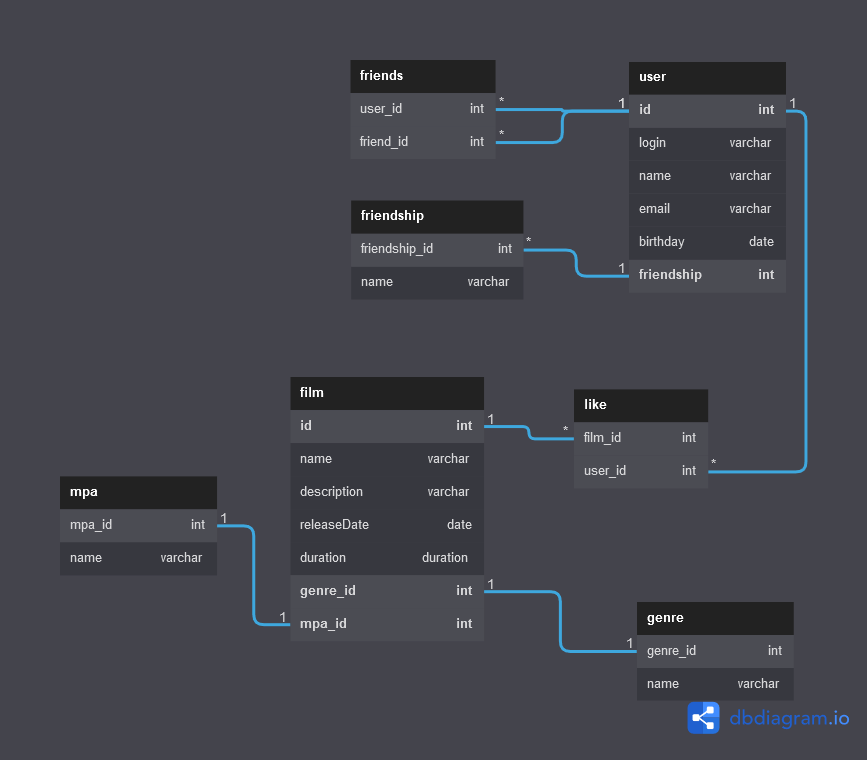 friends
user_id int *
friend_id int *
user
1 id int 1
login varchar
name varchar
email varchar
birthday date
1 friendship int
friendship
friendship_id int *
name varchar
film
id int 1
name varchar
description varchar
releaseDate date
duration duration
genre_id int 1
1 mpa_id int
like
* film_id int
user_id int *
mpa
mpa_id int 1
name varchar
genre
1 genre_id int
name varchar
dbdiagram.io